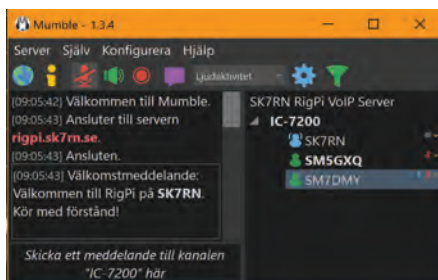 Mumble - 1.3.4
Server Själv Konfigurera Hjälp
Ljudaktivitet
[09:05:42] Välkommen till Mumble.
[09:05:43] Ansluter till servern
rigpi.sk7rn.se.
[09:05:43] Ansluten.
[09:05:43] Välkomstmeddelande:
Välkommen till RigPi på SK7RN.
Kör med förstånd!
Skicka ett meddelande till kanalen
"IC-7200" här
SK7RN RigPi VoIP Server
IC-7200
SK7RN
SM5GXQ
SM7DMY